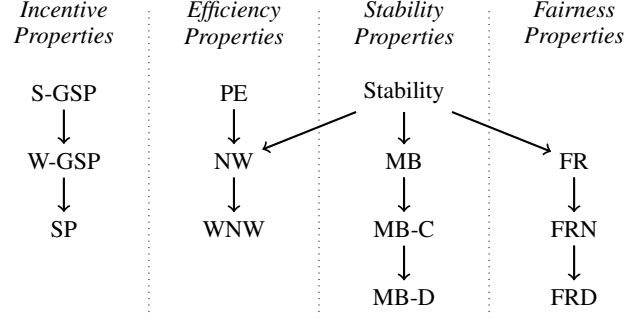 Incentive Properties
Efficiency Properties
Stability Properties
Fairness Properties
S-GSP
PE
Stability
W-GSP
NW
MB
FR
SP
WNW
MB-C
FRN
MB-D
FRD